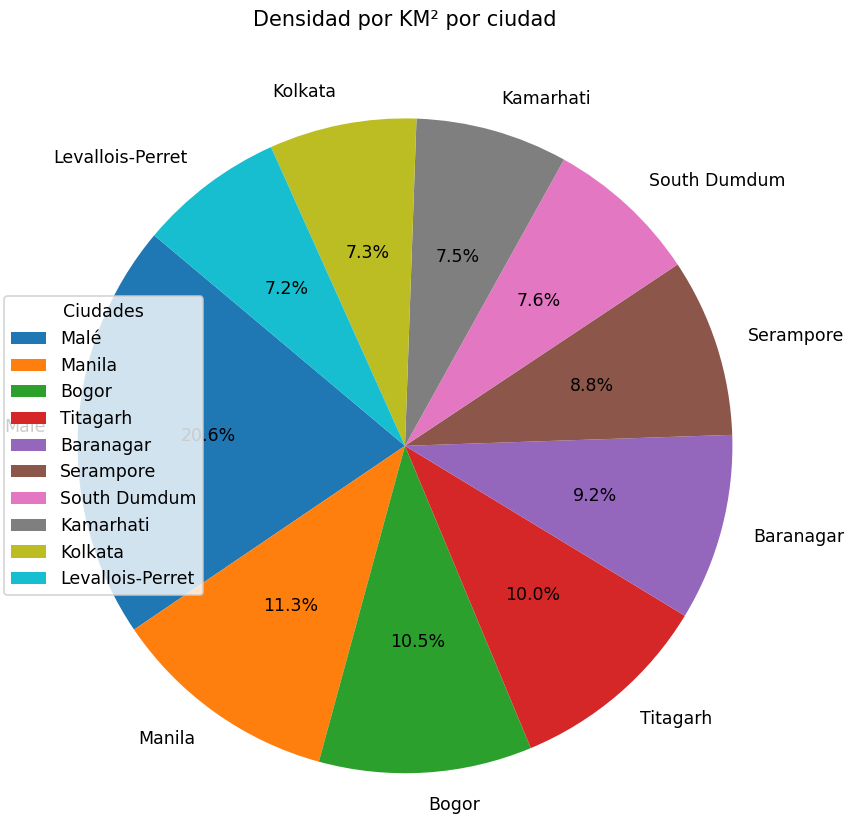 Densidad por KM² por ciudad
Kolkata
Kamarhati
Levallois-Perret
South Dumdum
7.3%
7.5%
7.2%
7.6%
Serampore
8.8%
Malé
20.6%
9.2%
Baranagar
11.3%
10.0%
10.5%
Titagarh
Manila
Bogor
Ciudades
Malé
Manila
Bogor
Titagarh
Baranagar
Serampore
South Dumdum
Kamarhati
Kolkata
Levallois-Perret